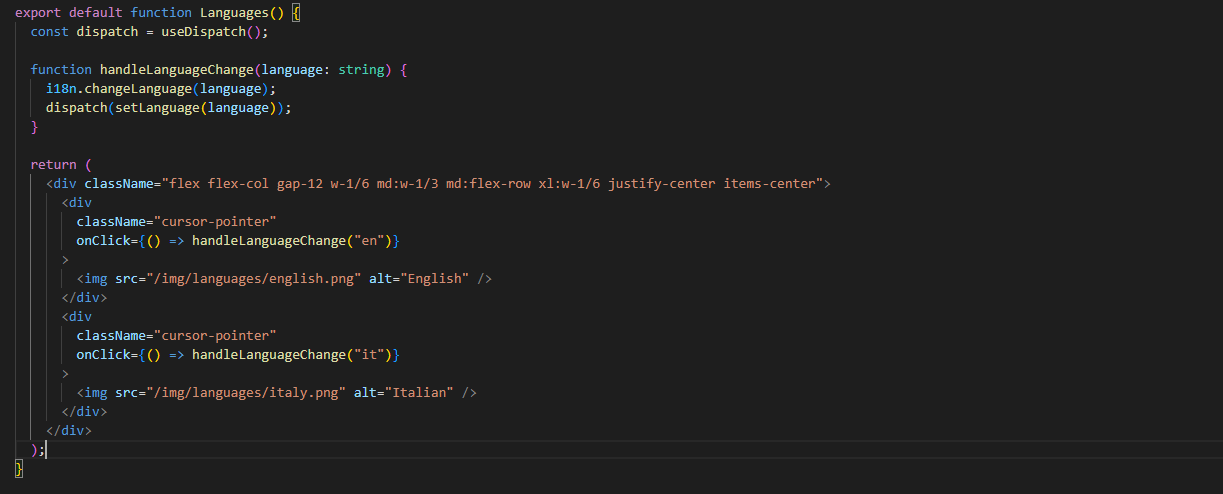 export default function Languages() {
const dispatch = useDispatch();
function handleLanguageChange(language: string) {
i18n.changeLanguage(language);
dispatch(setLanguage(language));
}
return (
<div className="flex flex-col gap-12 w-1/6 md:w-1/3 md:flex-row xl:w-1/6 justify-center items-center">
<div
className="cursor-pointer"
onClick={() => handleLanguageChange("en")}
>
<img src="/img/languages/english.png" alt="English" />
</div>
<div
className="cursor-pointer"
onClick={() => handleLanguageChange("it")}
>
<img src="/img/languages/italy.png" alt="Italian" />
</div>
</div>
);
}